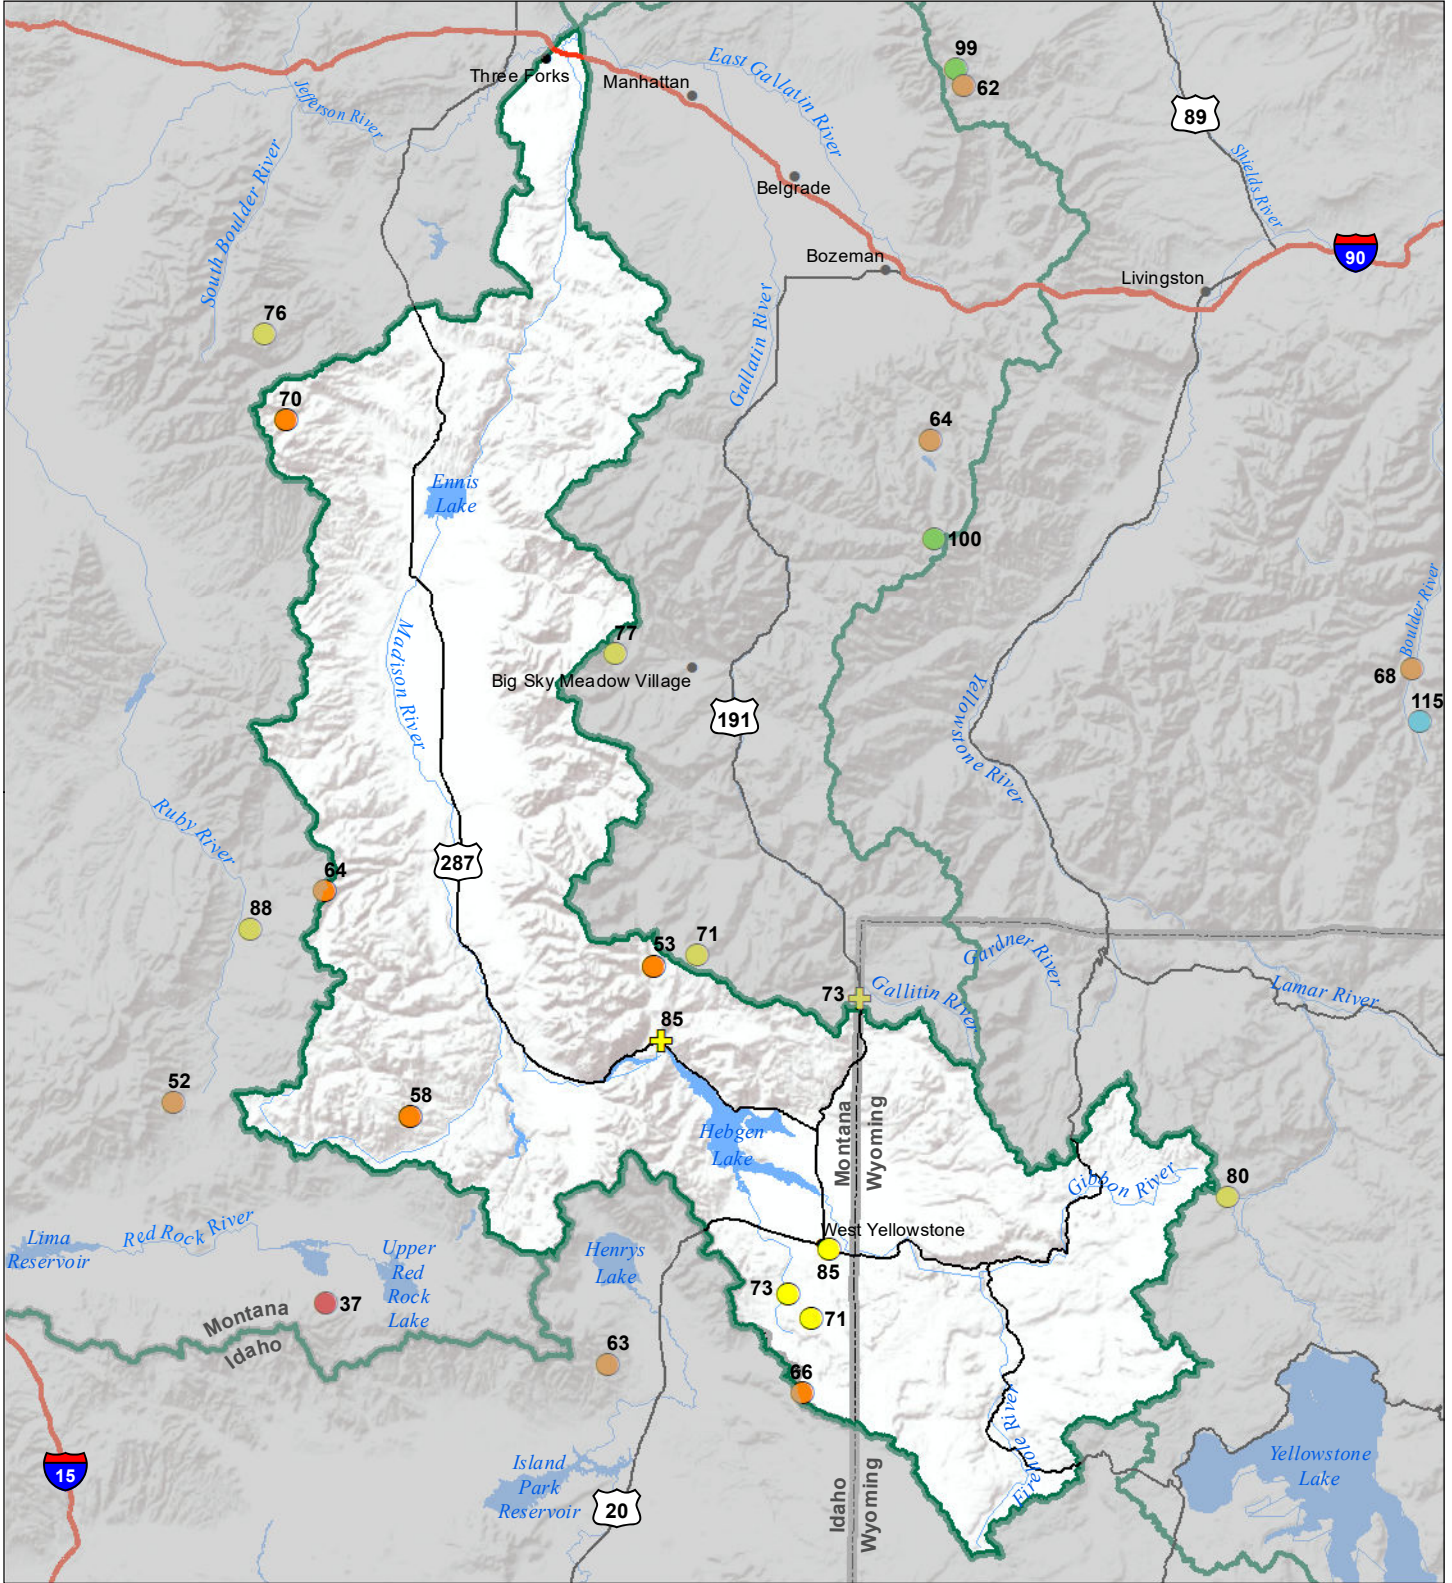 99
62
Three Forks
Manhattan
East Gallatin River
89
Jefferson River
Shields River
South Boulder River
Belgrade
Bozeman
90
Livingston
76
Gallatin River
70
64
Ennis
Lake
100
Boulder River
77
Madison River
Big Sky Meadow Village
68
115
191
Yellowstone River
Ruby River
287
64
88
53
71
Gardner River
73
Gallitin River
Lamar River
85
52
58
Hebgen
Lake
Montana
Wyoming
Gibbon River
80
Lima
Reservoir
Red Rock River
Upper
Red
Rock
Lake
Henrys
Lake
West Yellowstone
85
73
71
37
Montana
Idaho
63
66
Firehole River
15
Island
Park
Reservoir
20
Idaho
Wyoming
Yellowstone
Lake